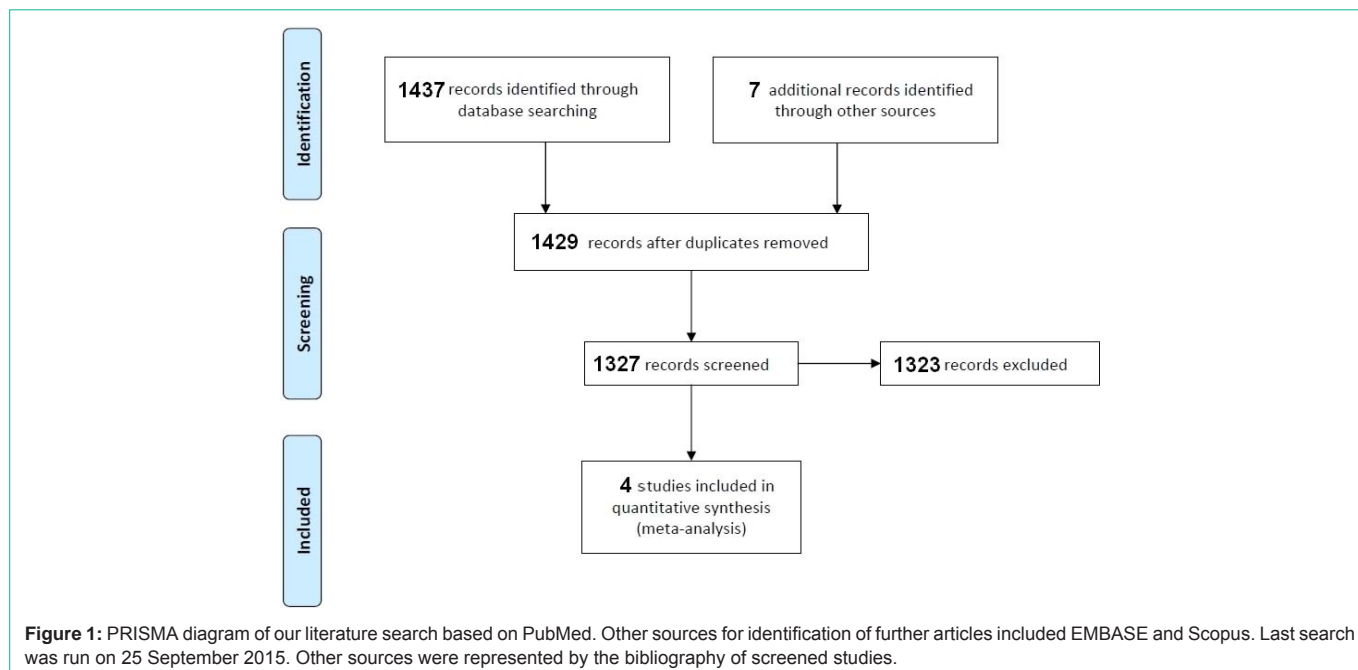 Identification
1437 records identified through
database searching
7 additional records identified
through other sources
Screening
1429 records after duplicates removed
1327 records screened
1323 records excluded
Included
4 studies included in
quantitative synthesis
(meta-analysis)
Figure 1: PRISMA diagram of our literature search based on PubMed. Other sources for identification of further articles included EMBASE and Scopus. Last search
was run on 25 September 2015. Other sources were represented by the bibliography of screened studies.